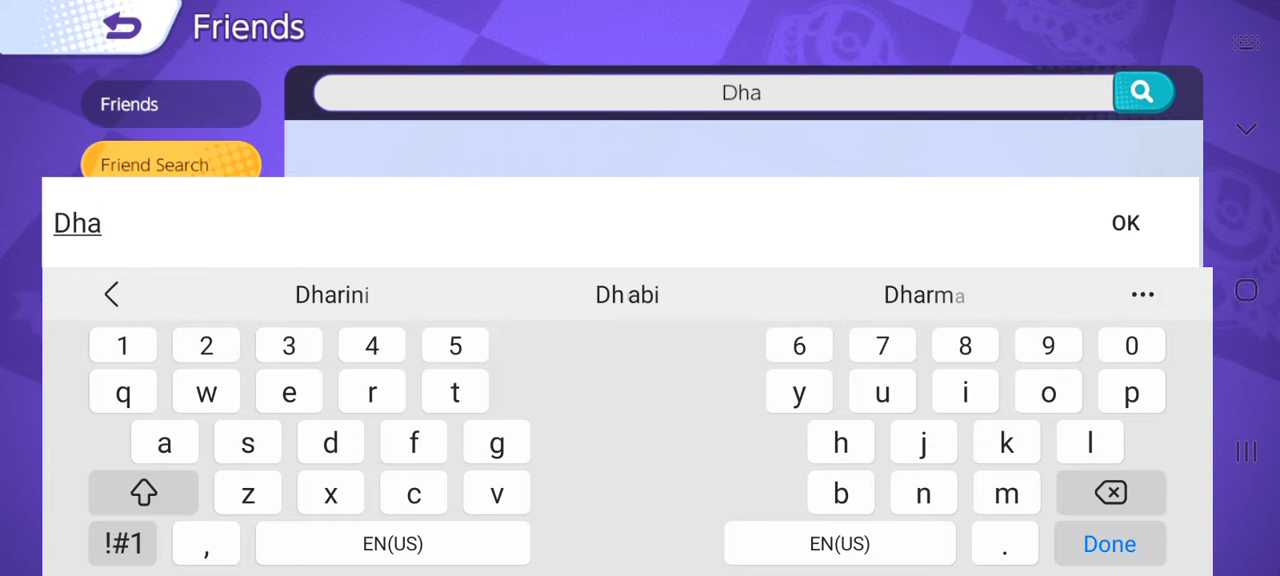 Friends
Friends
Dha
Friend Search
Dha
OK
Dharini
Dhabi
Dharma
1 2 3 4 5 6 7 8 9 0
q w e r t y u i o p
a s d f g h j k l
z x c v b n m
!#1 , EN(US) EN(US) . Done